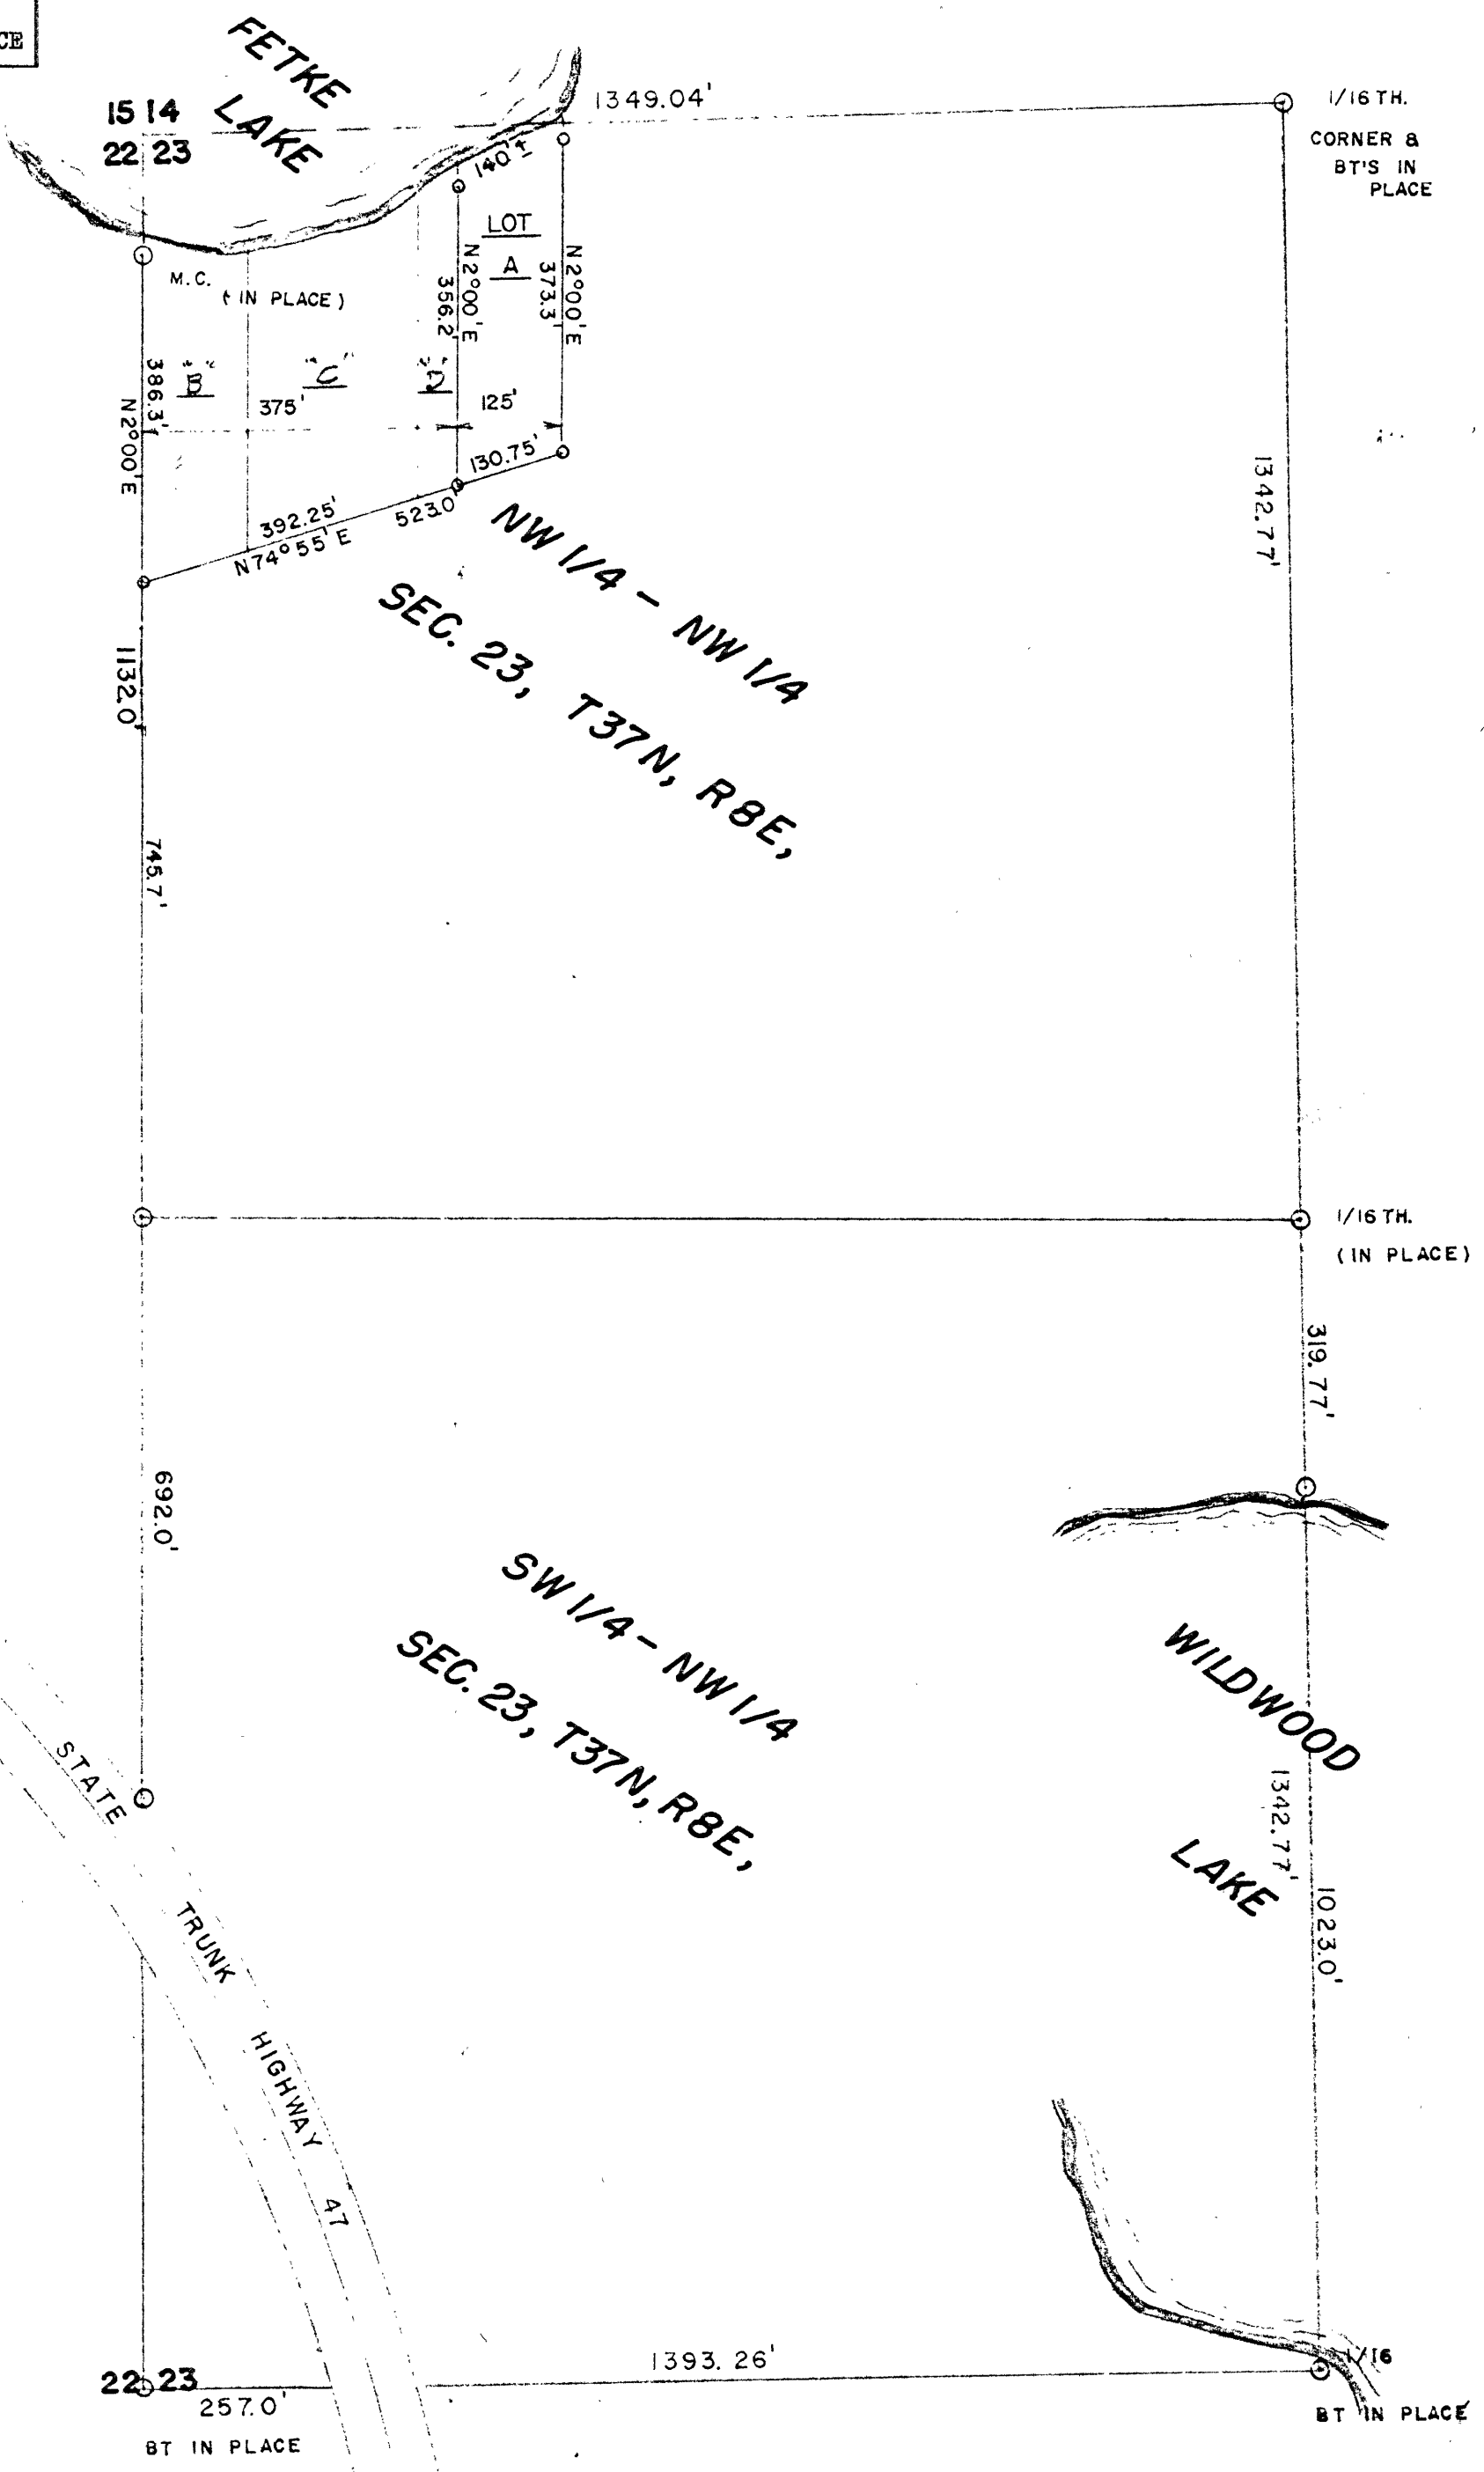 CE
FETKE
LAKE
15 14
22 23
1349.04'
1/16 TH.
CORNER &
BT'S IN
PLACE
140'±
LOT
A
N2°00'E
356.2'
N2°00'E
373.3'
M.C.
(IN PLACE)
386.3'
N2°00'E
"B"
"C"
"D"
375'
125'
130.75'
392.25'
523.0'
N74°55'E
1342.77'
NW 1/4 - NW 1/4
SEC. 23, T37N, R8E,
1132.0'
745.7'
1/16 TH.
(IN PLACE)
319.77'
692.0'
SW 1/4 - NW 1/4
SEC. 23, T37N, R8E,
WILDWOOD
LAKE
1342.77'
1023.0'
STATE
TRUNK
HIGHWAY
47
22 23
257.0'
BT IN PLACE
1393.26'
1/16
BT IN PLACE